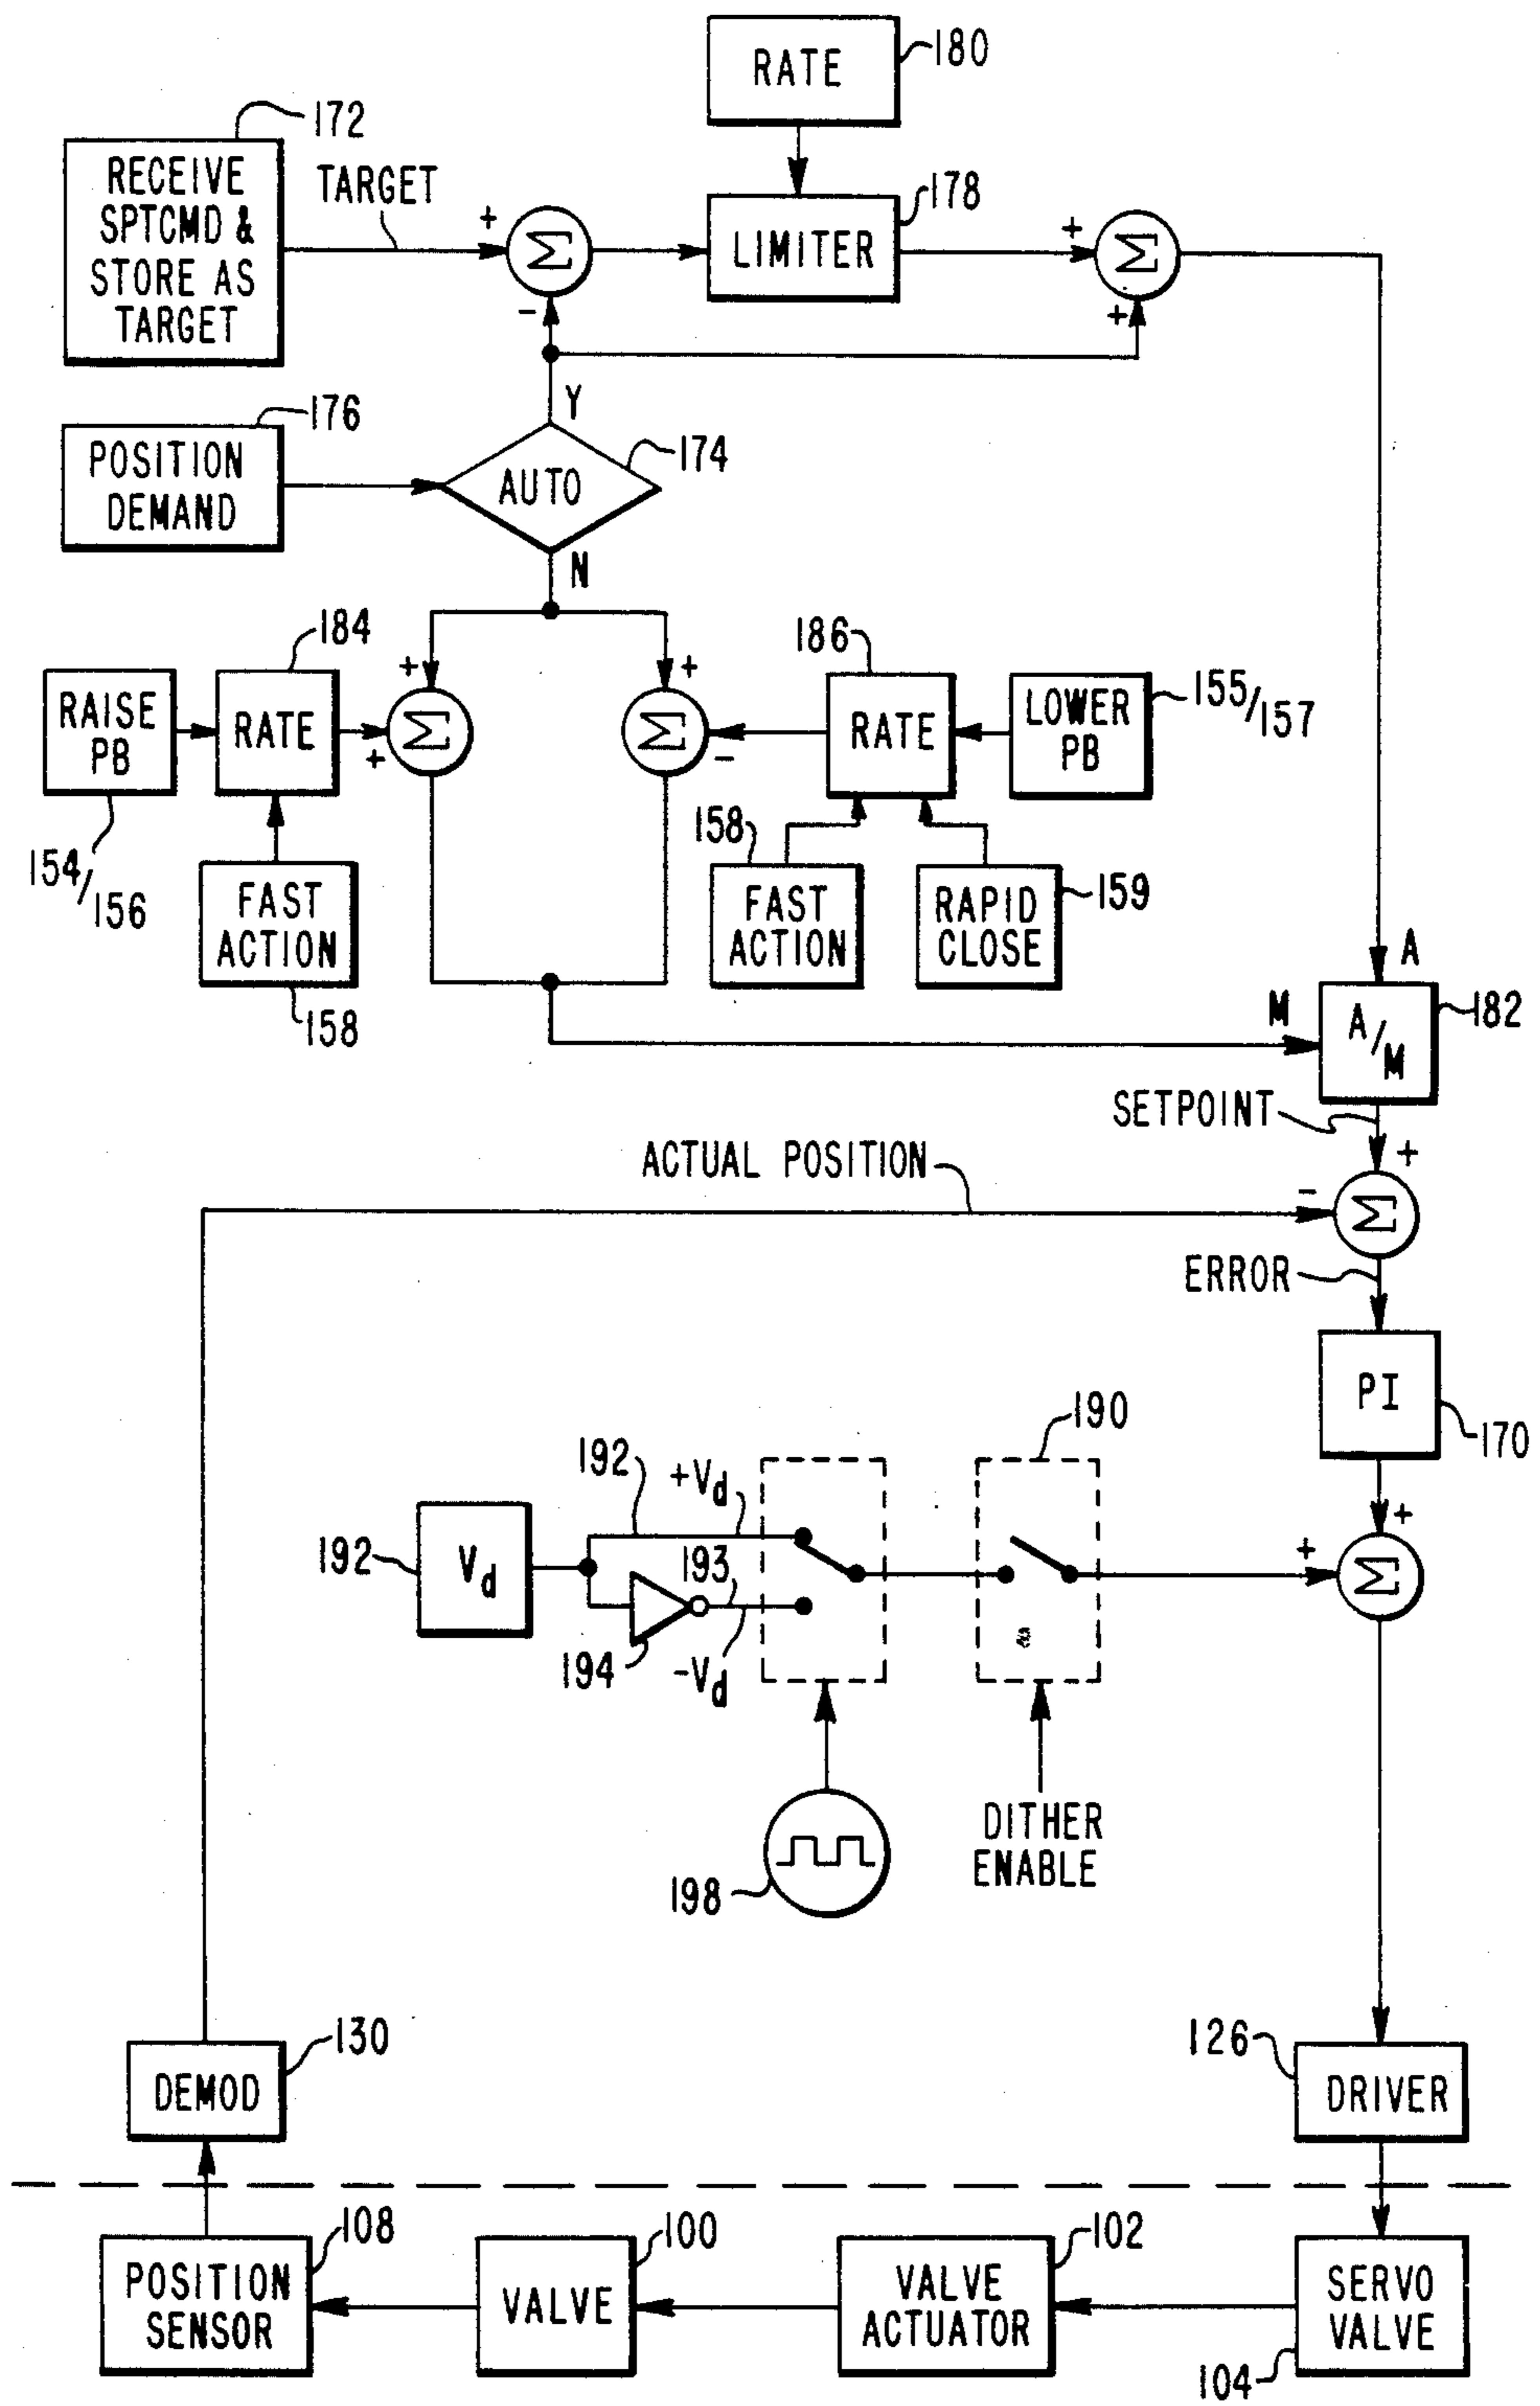 RATE
180
172
RECEIVE
SPTCMD &
STORE AS
TARGET
TARGET
+
Σ
-
LIMITER
178
+
Σ
+
176
POSITION
DEMAND
Y
AUTO
174
N
RAISE
PB
154/156
184
RATE
FAST
ACTION
158
+
+
Σ
+
Σ
-
186
RATE
LOWER
PB
155/157
158
FAST
ACTION
RAPID
CLOSE
159
A
M
A/M
182
SETPOINT
+
ACTUAL POSITION
-
Σ
ERROR
PI
170
+
192
Vd
192
+Vd
193
-Vd
194
190
+
Σ
198
DITHER
ENABLE
DEMOD
130
126
DRIVER
POSITION
SENSOR
108
VALVE
100
VALVE
ACTUATOR
102
SERVO
VALVE
104